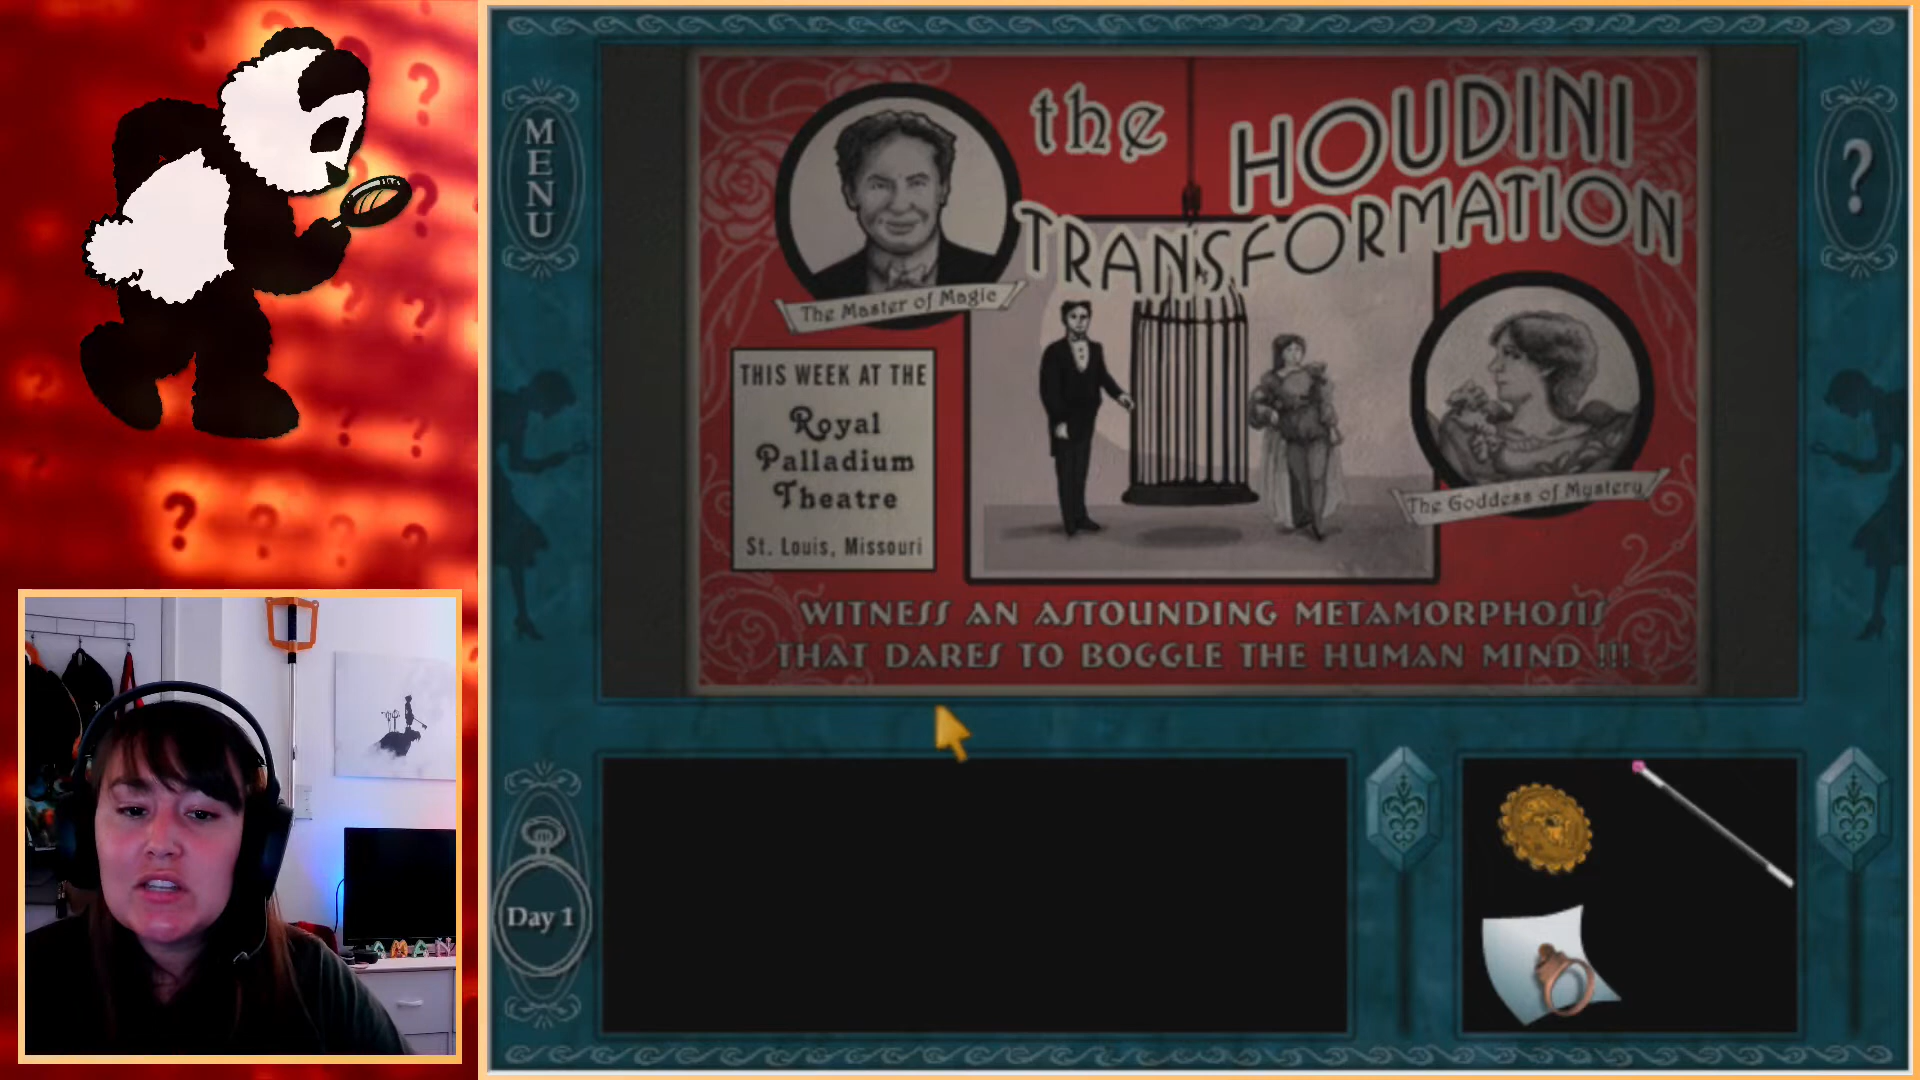 MENU
the HOUDINI
TRANSFORMATION
The Master of Magic
THIS WEEK AT THE
Royal
Palladium
Theatre
St. Louis, Missouri
The Goddess of Mystery
WITNESS AN ASTOUNDING METAMORPHOSIS
THAT DARES TO BOGGLE THE HUMAN MIND !!!
?
Day 1
AMAN